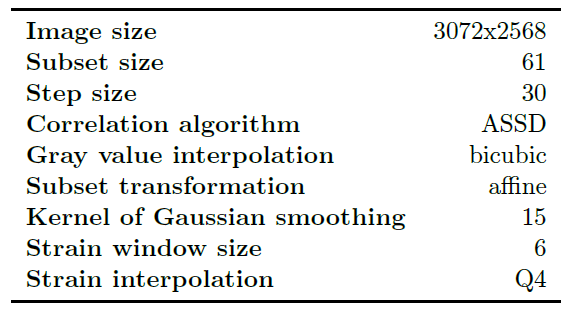 Image size 3072x2568
Subset size 61
Step size 30
Correlation algorithm ASSD
Gray value interpolation bicubic
Subset transformation affine
Kernel of Gaussian smoothing 15
Strain window size 6
Strain interpolation Q4